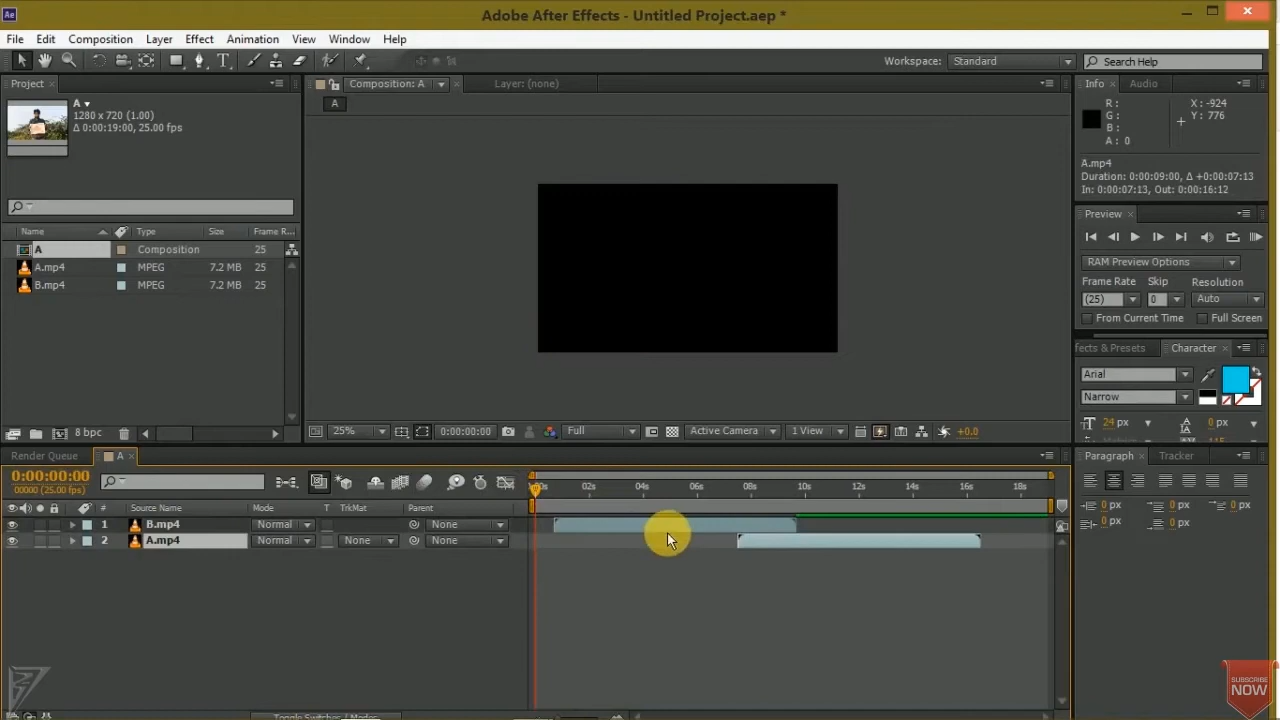 Ae
Adobe After Effects - Untitled Project.aep *
File Edit Composition Layer Effect Animation View Window Help
Workspace: Standard
Search Help
Project
Composition: A
Layer: (none)
Info
Audio
A
1280 x 720 (1.00)
Δ 0:00:19:00, 25.00 fps
A
R :
G :
B :
A : 0
X : -924
Y : 776
A.mp4
Duration: 0:00:09:00, Δ +0:00:07:13
In: 0:00:07:13, Out: 0:00:16:12
Preview
Name Type Size Frame R...
A Composition 25
A.mp4 MPEG 7.2 MB 25
B.mp4 MPEG 7.2 MB 25
RAM Preview Options
Frame Rate Skip Resolution
(25) 0 Auto
From Current Time Full Screen
fects & Presets
Character
Arial
Narrow
24 px 0 px
8 bpc
25%
0:00:00:00
Full
Active Camera
1 View
+0.0
Render Queue
A
Paragraph
Tracker
0:00:00:00
00000 (25.00 fps)
02s 04s 06s 08s 10s 12s 14s 16s 18s
# Source Name Mode T TrkMat Parent
1 B.mp4 Normal None
2 A.mp4 Normal None None
0 px 0 px 0 px
0 px 0 px
Toggle Switches / Modes
SUBSCRIBE
NOW